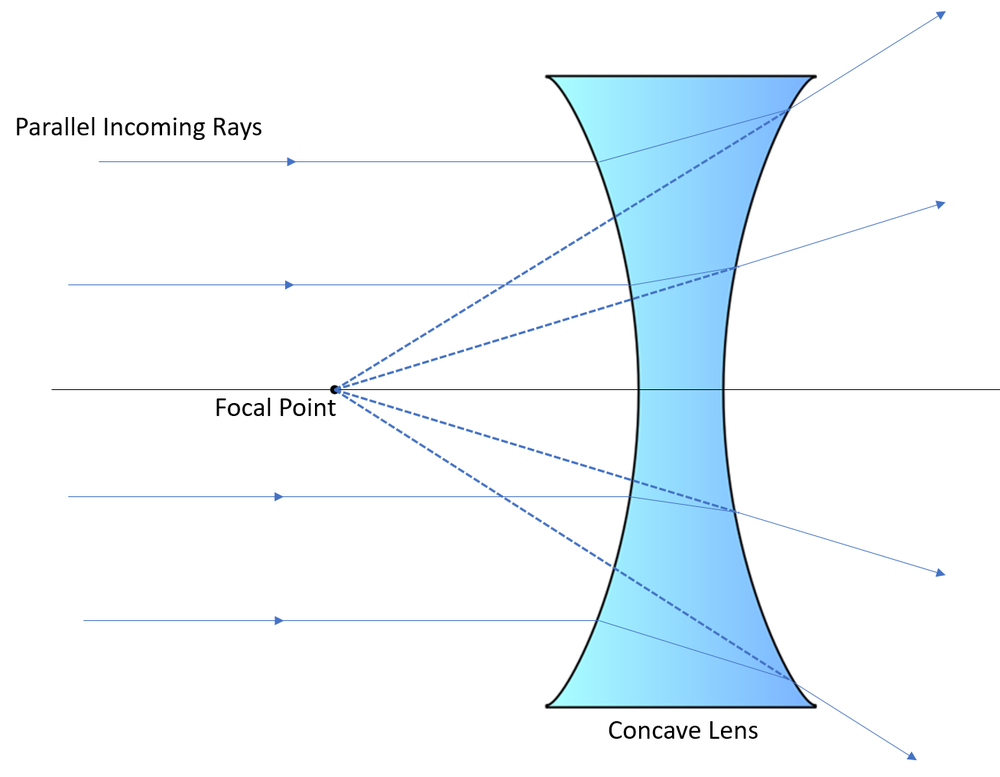 Parallel Incoming Rays
Focal Point
Concave Lens